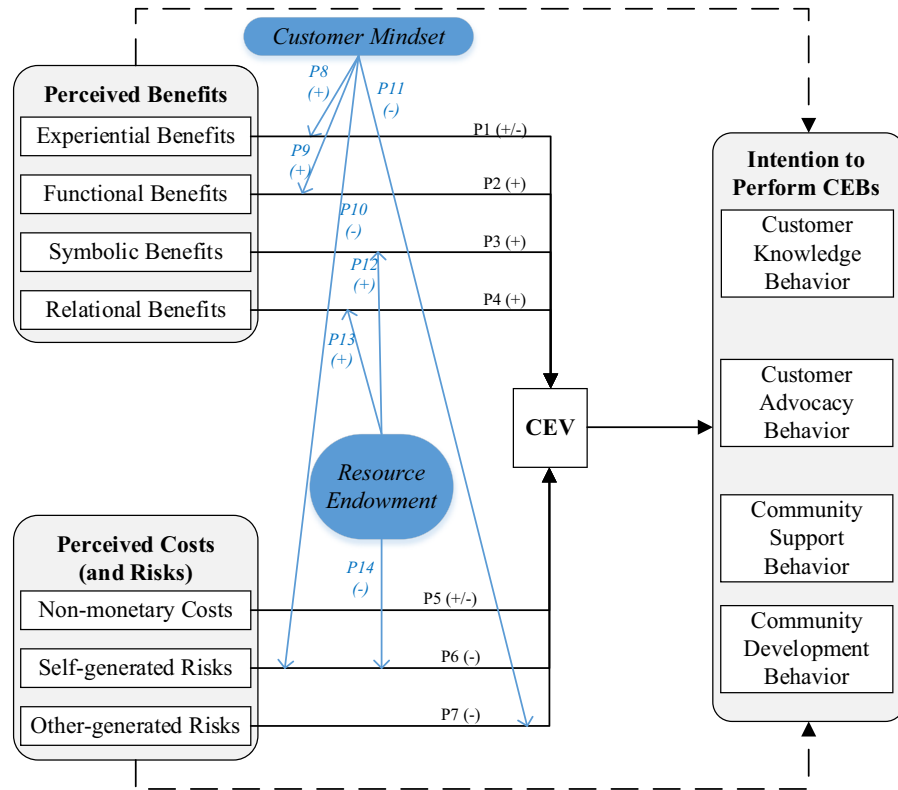 Customer Mindset
P8
(+)
P11
(-)
Perceived Benefits
Experiential Benefits
P1 (+/-)
P9
(+)
Functional Benefits
P2 (+)
P10
(-)
Symbolic Benefits
P3 (+)
P12
(+)
Relational Benefits
P4 (+)
P13
(+)
CEV
Resource
Endowment
Perceived Costs
(and Risks)
P14
(-)
Non-monetary Costs
P5 (+/-)
Self-generated Risks
P6 (-)
Other-generated Risks
P7 (-)
Intention to
Perform CEBs
Customer
Knowledge
Behavior
Customer
Advocacy
Behavior
Community
Support
Behavior
Community
Development
Behavior